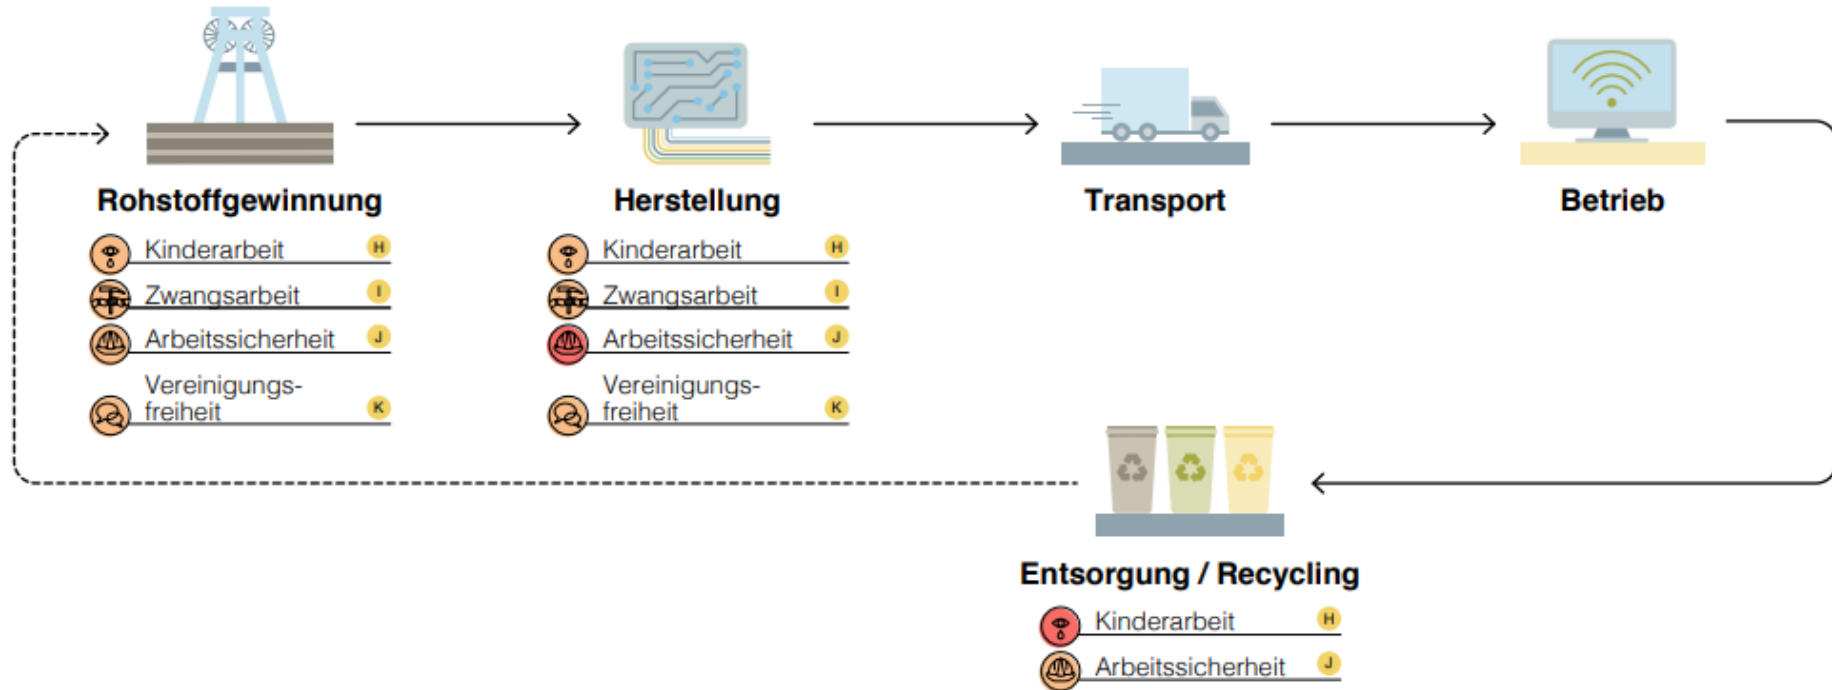 Rohstoffgewinnung
Kinderarbeit H
Zwangsarbeit I
Arbeitssicherheit J
Vereinigungs-
freiheit K
Herstellung
Kinderarbeit H
Zwangsarbeit I
Arbeitssicherheit J
Vereinigungs-
freiheit K
Transport
Betrieb
Entsorgung / Recycling
Kinderarbeit H
Arbeitssicherheit J